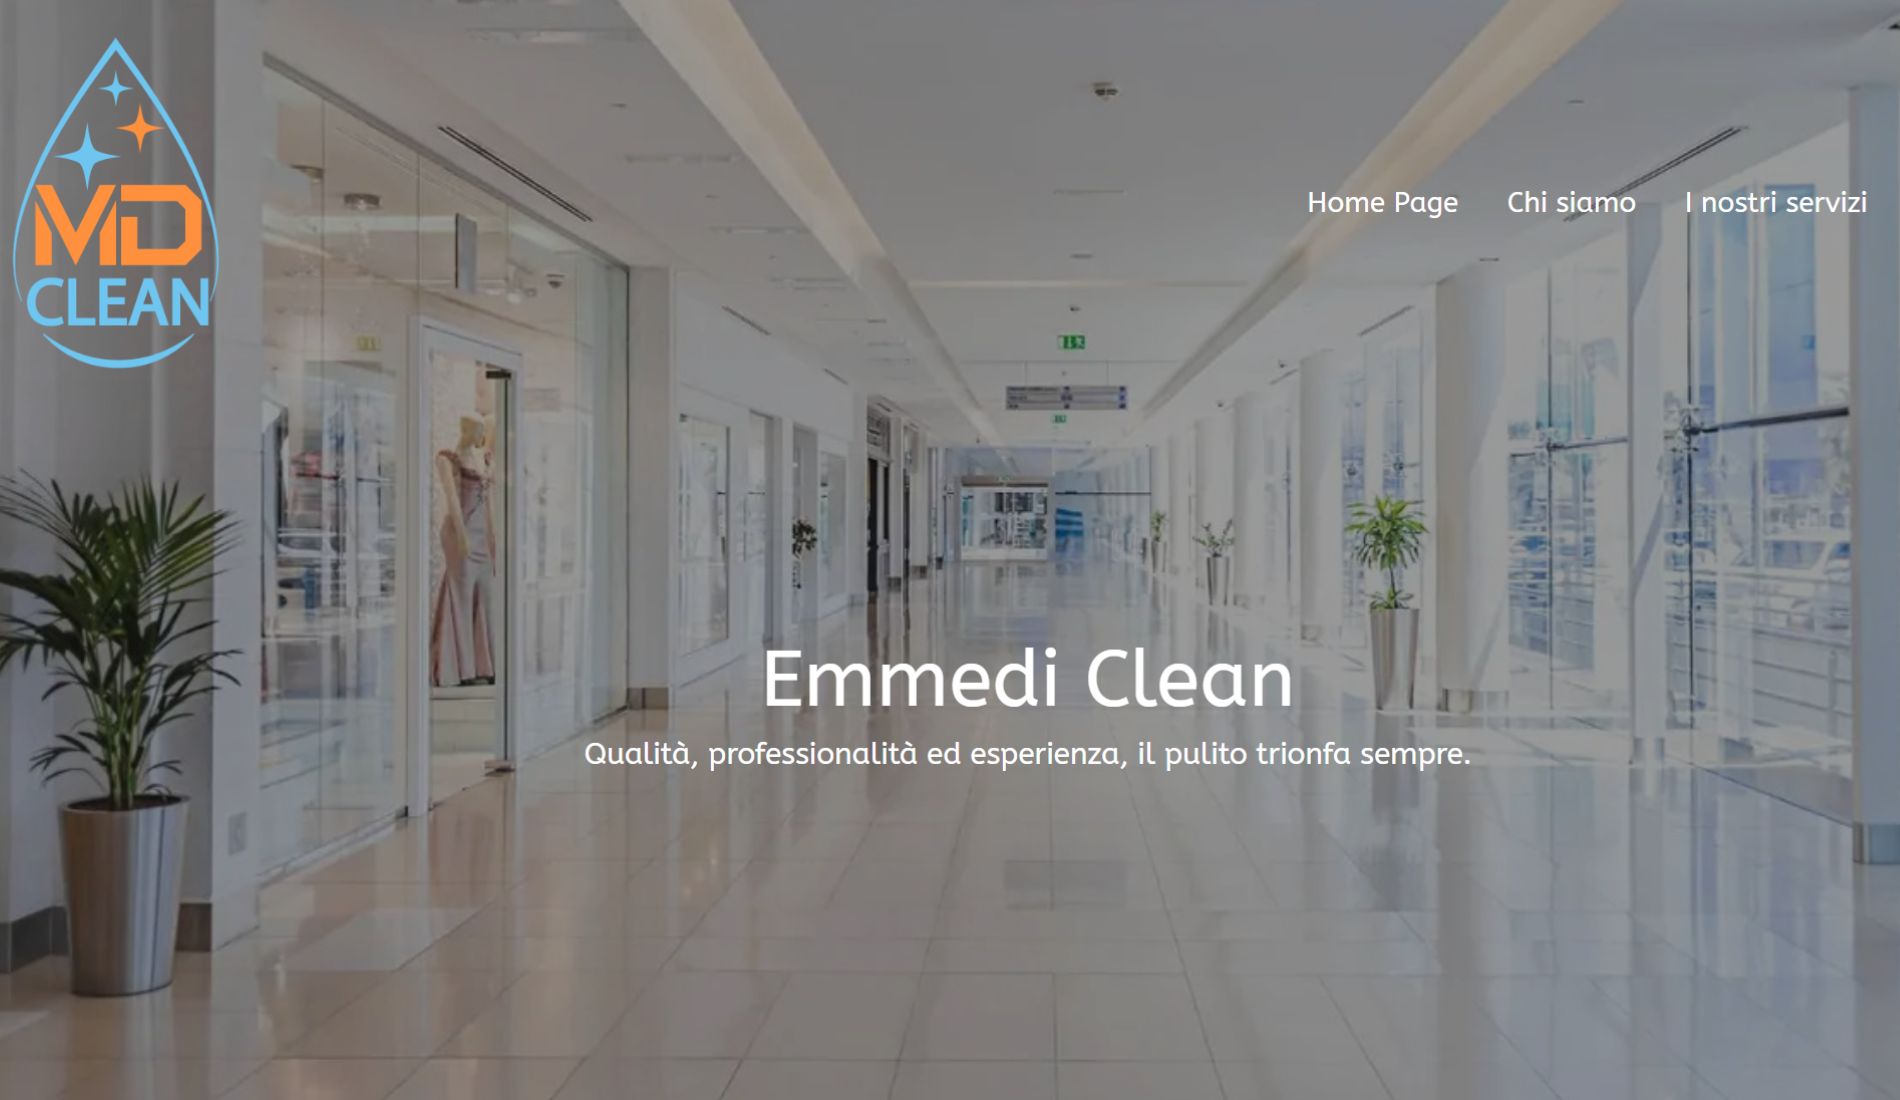 MD
CLEAN
Home Page
Chi siamo
I nostri servizi
Emmedi Clean
Qualità, professionalità ed esperienza, il pulito trionfa sempre.